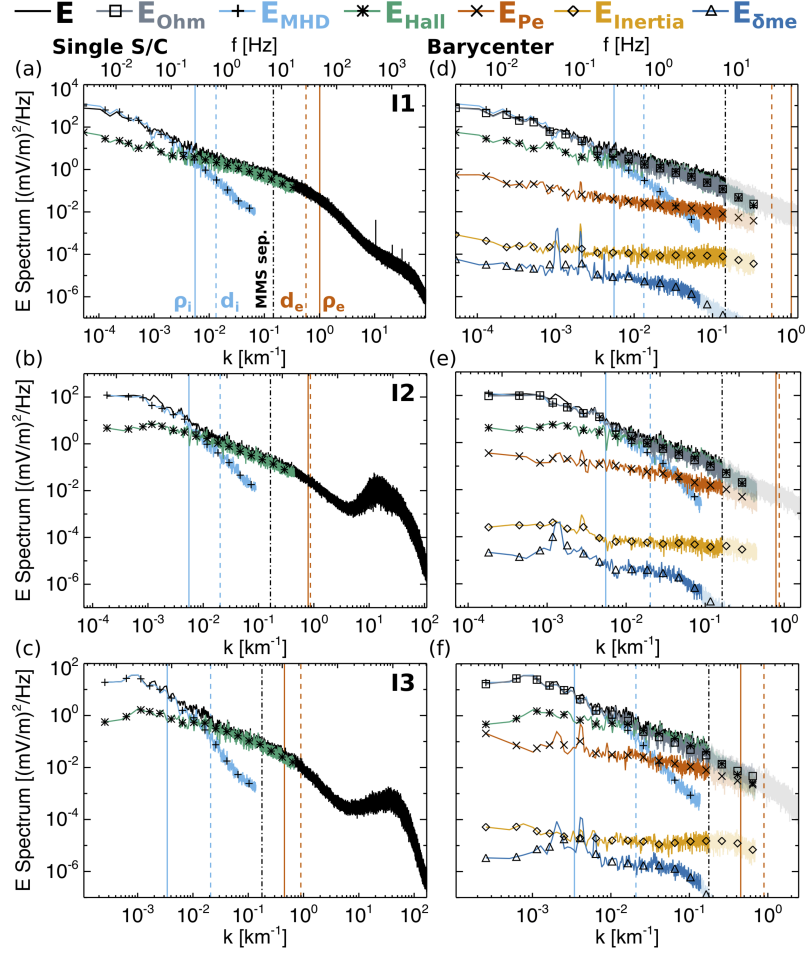 E E_Ohm E_MHD E_Hall E_Pe E_Inertia E_δme
Single S/C f [Hz] Barycenter f [Hz]
(a) 10^-2 10^-1 10^0 10^1 10^2 10^3 (d) 10^-2 10^-1 10^0 10^1
I1
E Spectrum [(mV/m)^2/Hz]
10^4
10^2
10^0
10^-2
10^-4
10^-6
ρ_i d_i MMS sep. d_e ρ_e
10^-4 10^-3 10^-2 10^-1 10^0 10^1 10^-4 10^-3 10^-2 10^-1 10^0
k [km^-1] k [km^-1]
(b) (e)
I2
E Spectrum [(mV/m)^2/Hz]
10^2
10^0
10^-2
10^-4
10^-6
10^-4 10^-3 10^-2 10^-1 10^0 10^1 10^2 10^-4 10^-3 10^-2 10^-1 10^0
k [km^-1] k [km^-1]
(c) (f)
I3
E Spectrum [(mV/m)^2/Hz]
10^2
10^0
10^-2
10^-4
10^-6
10^-3 10^-2 10^-1 10^0 10^1 10^2 10^-3 10^-2 10^-1 10^0
k [km^-1] k [km^-1]